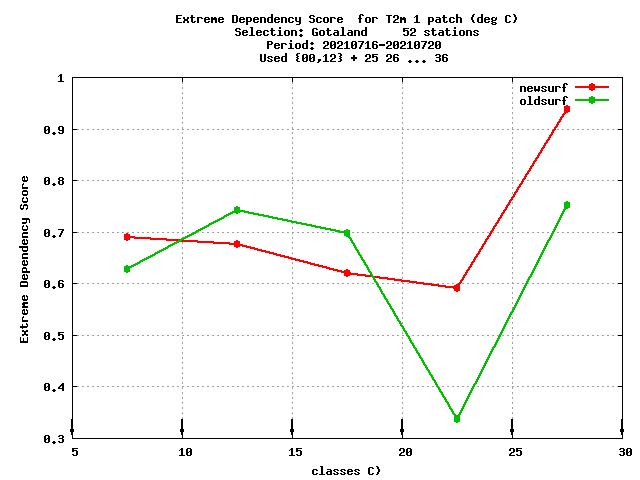 Extreme Dependency Score  for T2m 1 patch (deg C)
Selection: Gotaland     52 stations
Period: 20210716-20210720
Used {00,12} + 25 26 ... 36
newsurf
oldsurf
Extreme Dependency Score
1
0.9
0.8
0.7
0.6
0.5
0.4
0.3
5 10 15 20 25 30
classes C)